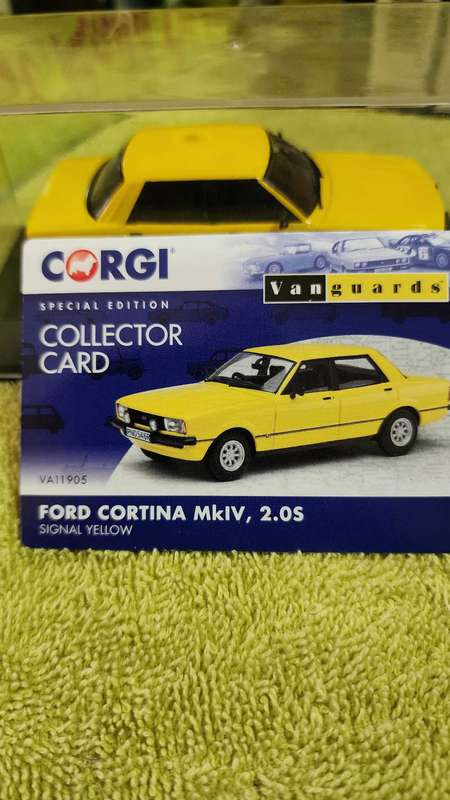 CORGI®
Vanguards
SPECIAL EDITION
COLLECTOR
CARD
VA11905
FORD CORTINA MkIV, 2.0S
SIGNAL YELLOW